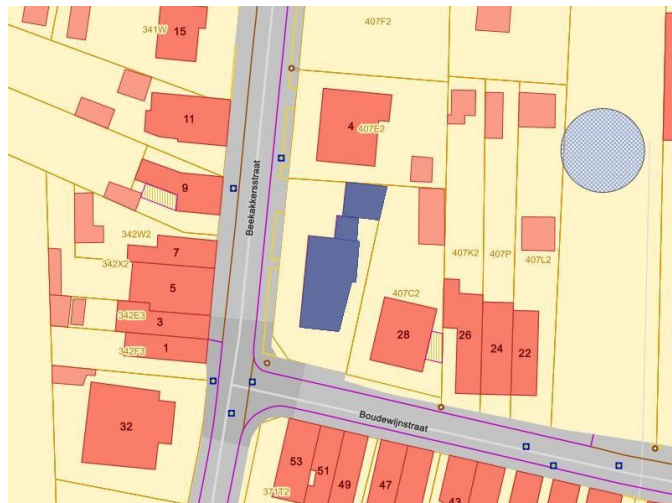 341W
15
407F2
11
4
407E2
Beekakkersstraat
9
342W2
7
342X2
5
342E3
3
342F3
1
407K2
407P
407L2
407C2
28
26
24
22
32
Boudewijnstraat
53
51
49
47
43
371T2